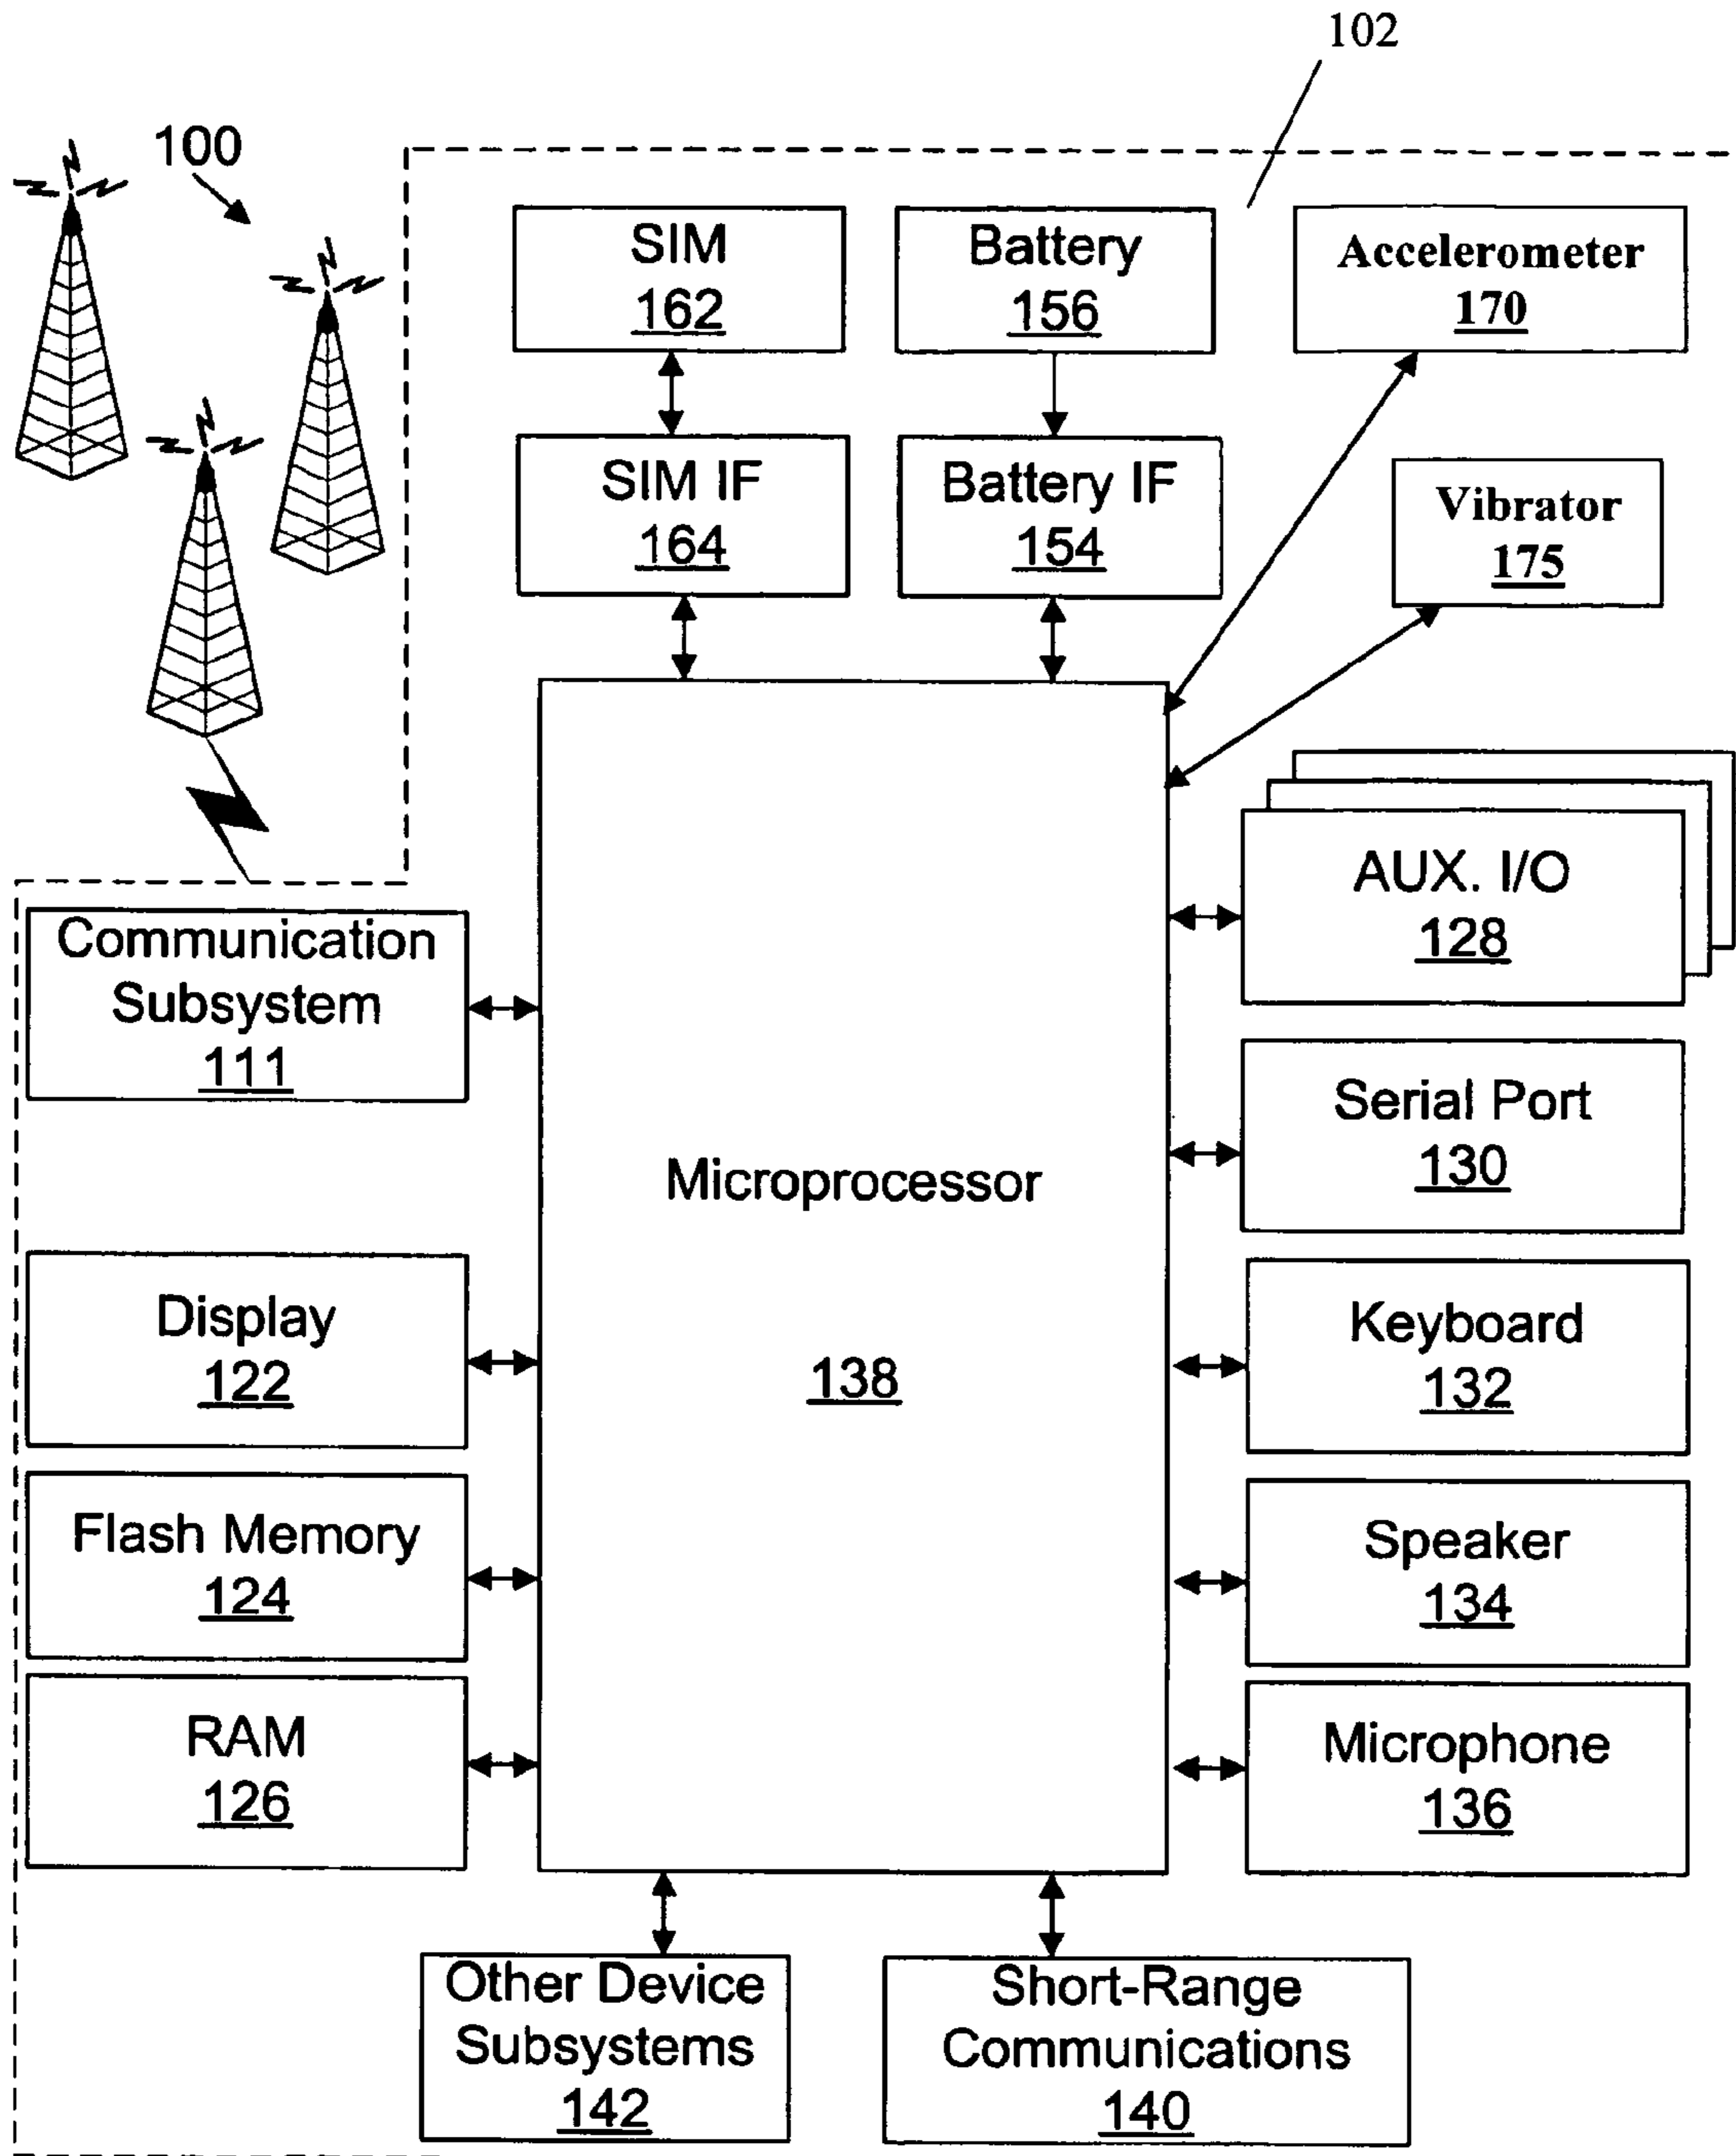 102
100
SIM
162
Battery
156
Accelerometer
170
SIM IF
164
Battery IF
154
Vibrator
175
AUX. I/O
128
Communication
Subsystem
111
Serial Port
130
Microprocessor
138
Display
122
Keyboard
132
Flash Memory
124
Speaker
134
RAM
126
Microphone
136
Other Device
Subsystems
142
Short-Range
Communications
140